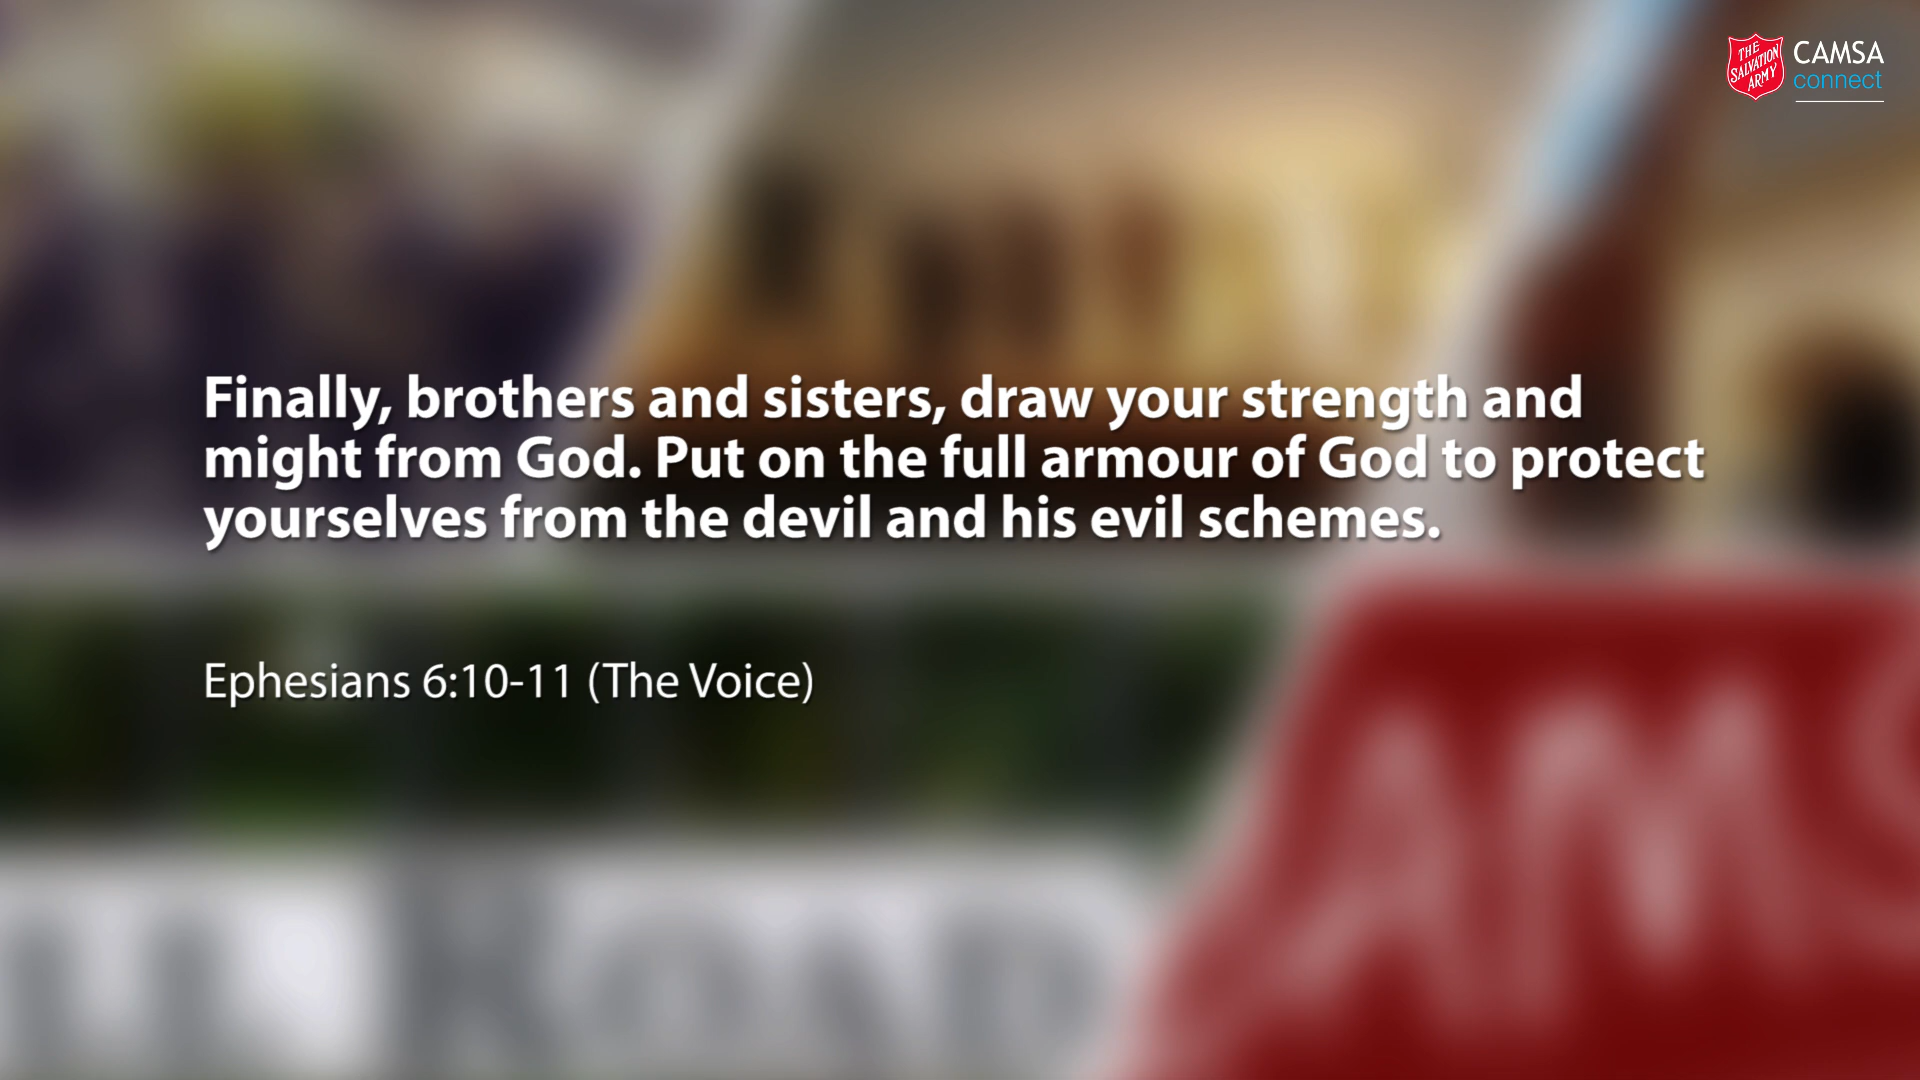 THE
SALVATION
ARMY
CAMSA
connect
Finally, brothers and sisters, draw your strength and
might from God. Put on the full armour of God to protect
yourselves from the devil and his evil schemes.
Ephesians 6:10-11 (The Voice)